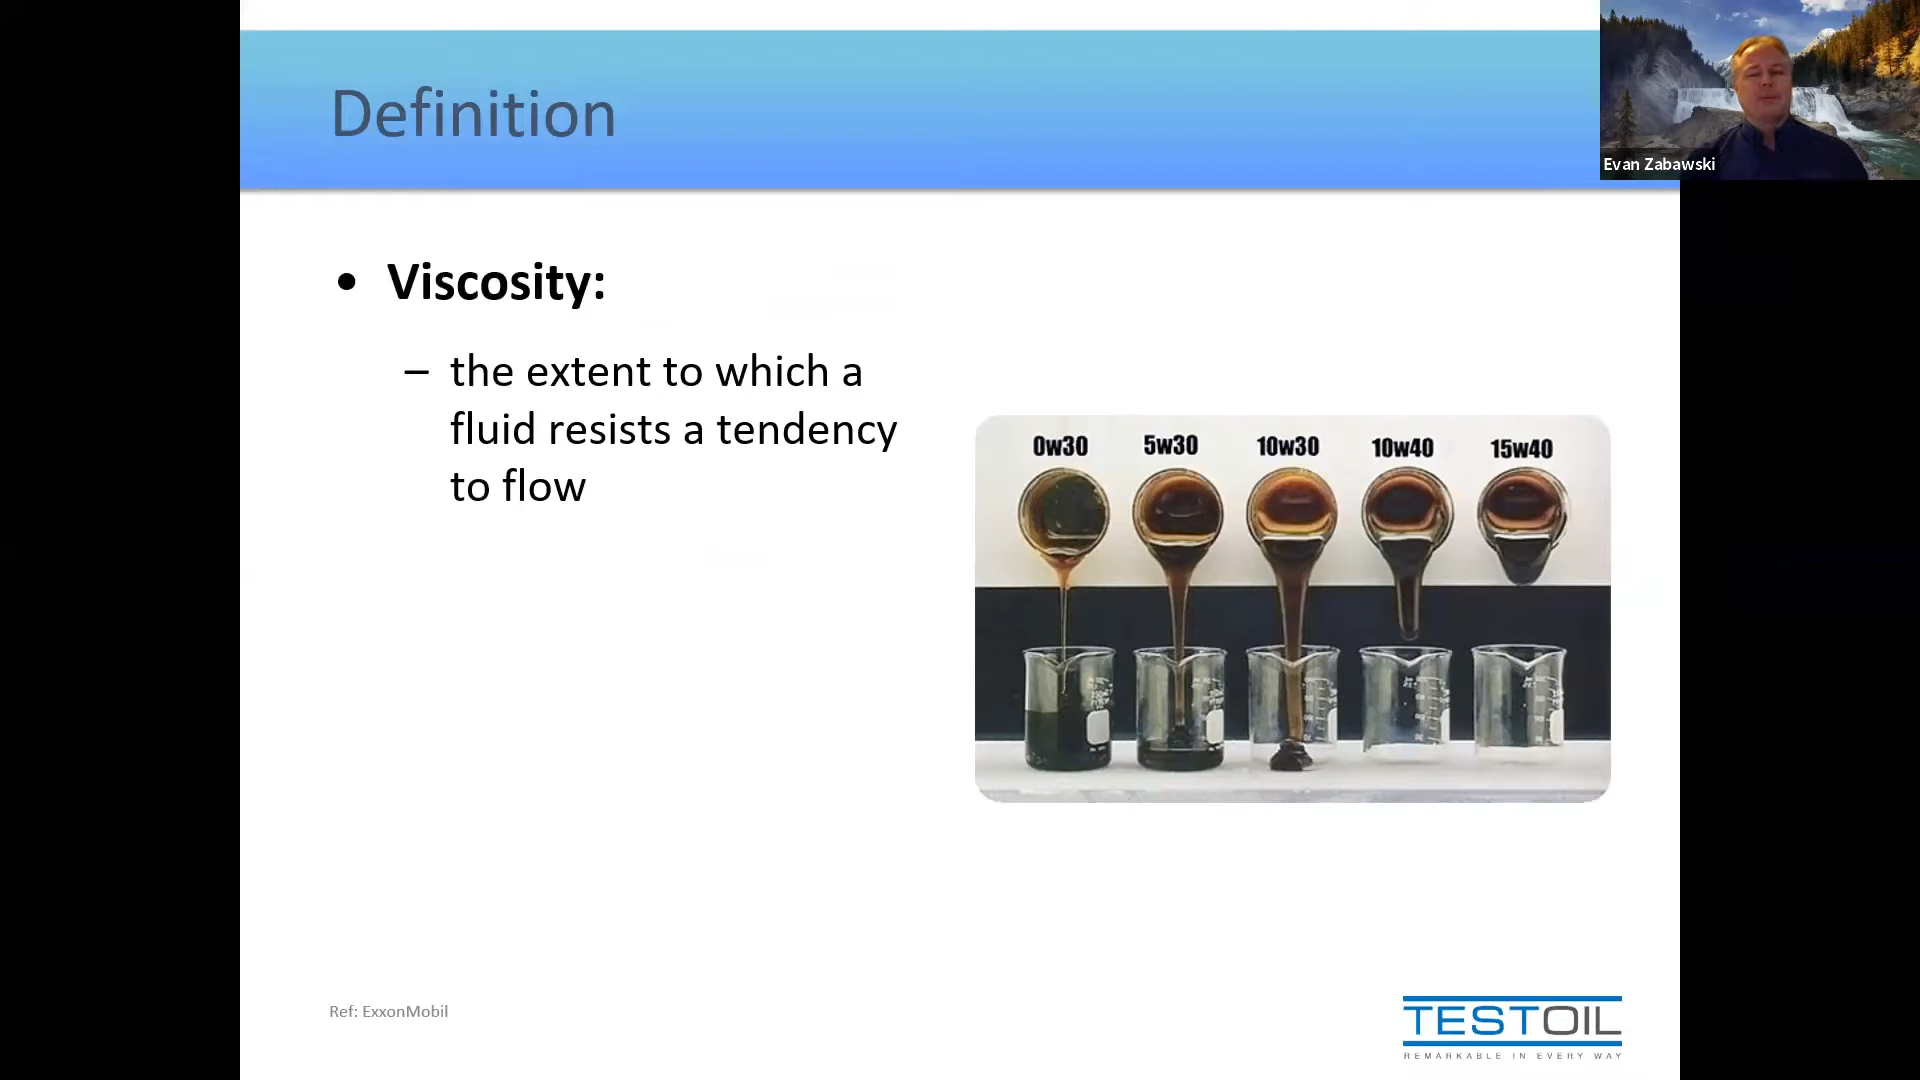 Definition
Evan Zabawski
• Viscosity:
– the extent to which a
fluid resists a tendency
to flow
0w30 5w30 10w30 10w40 15w40
Ref: ExxonMobil
TESTOIL
REMARKABLE IN EVERY WAY